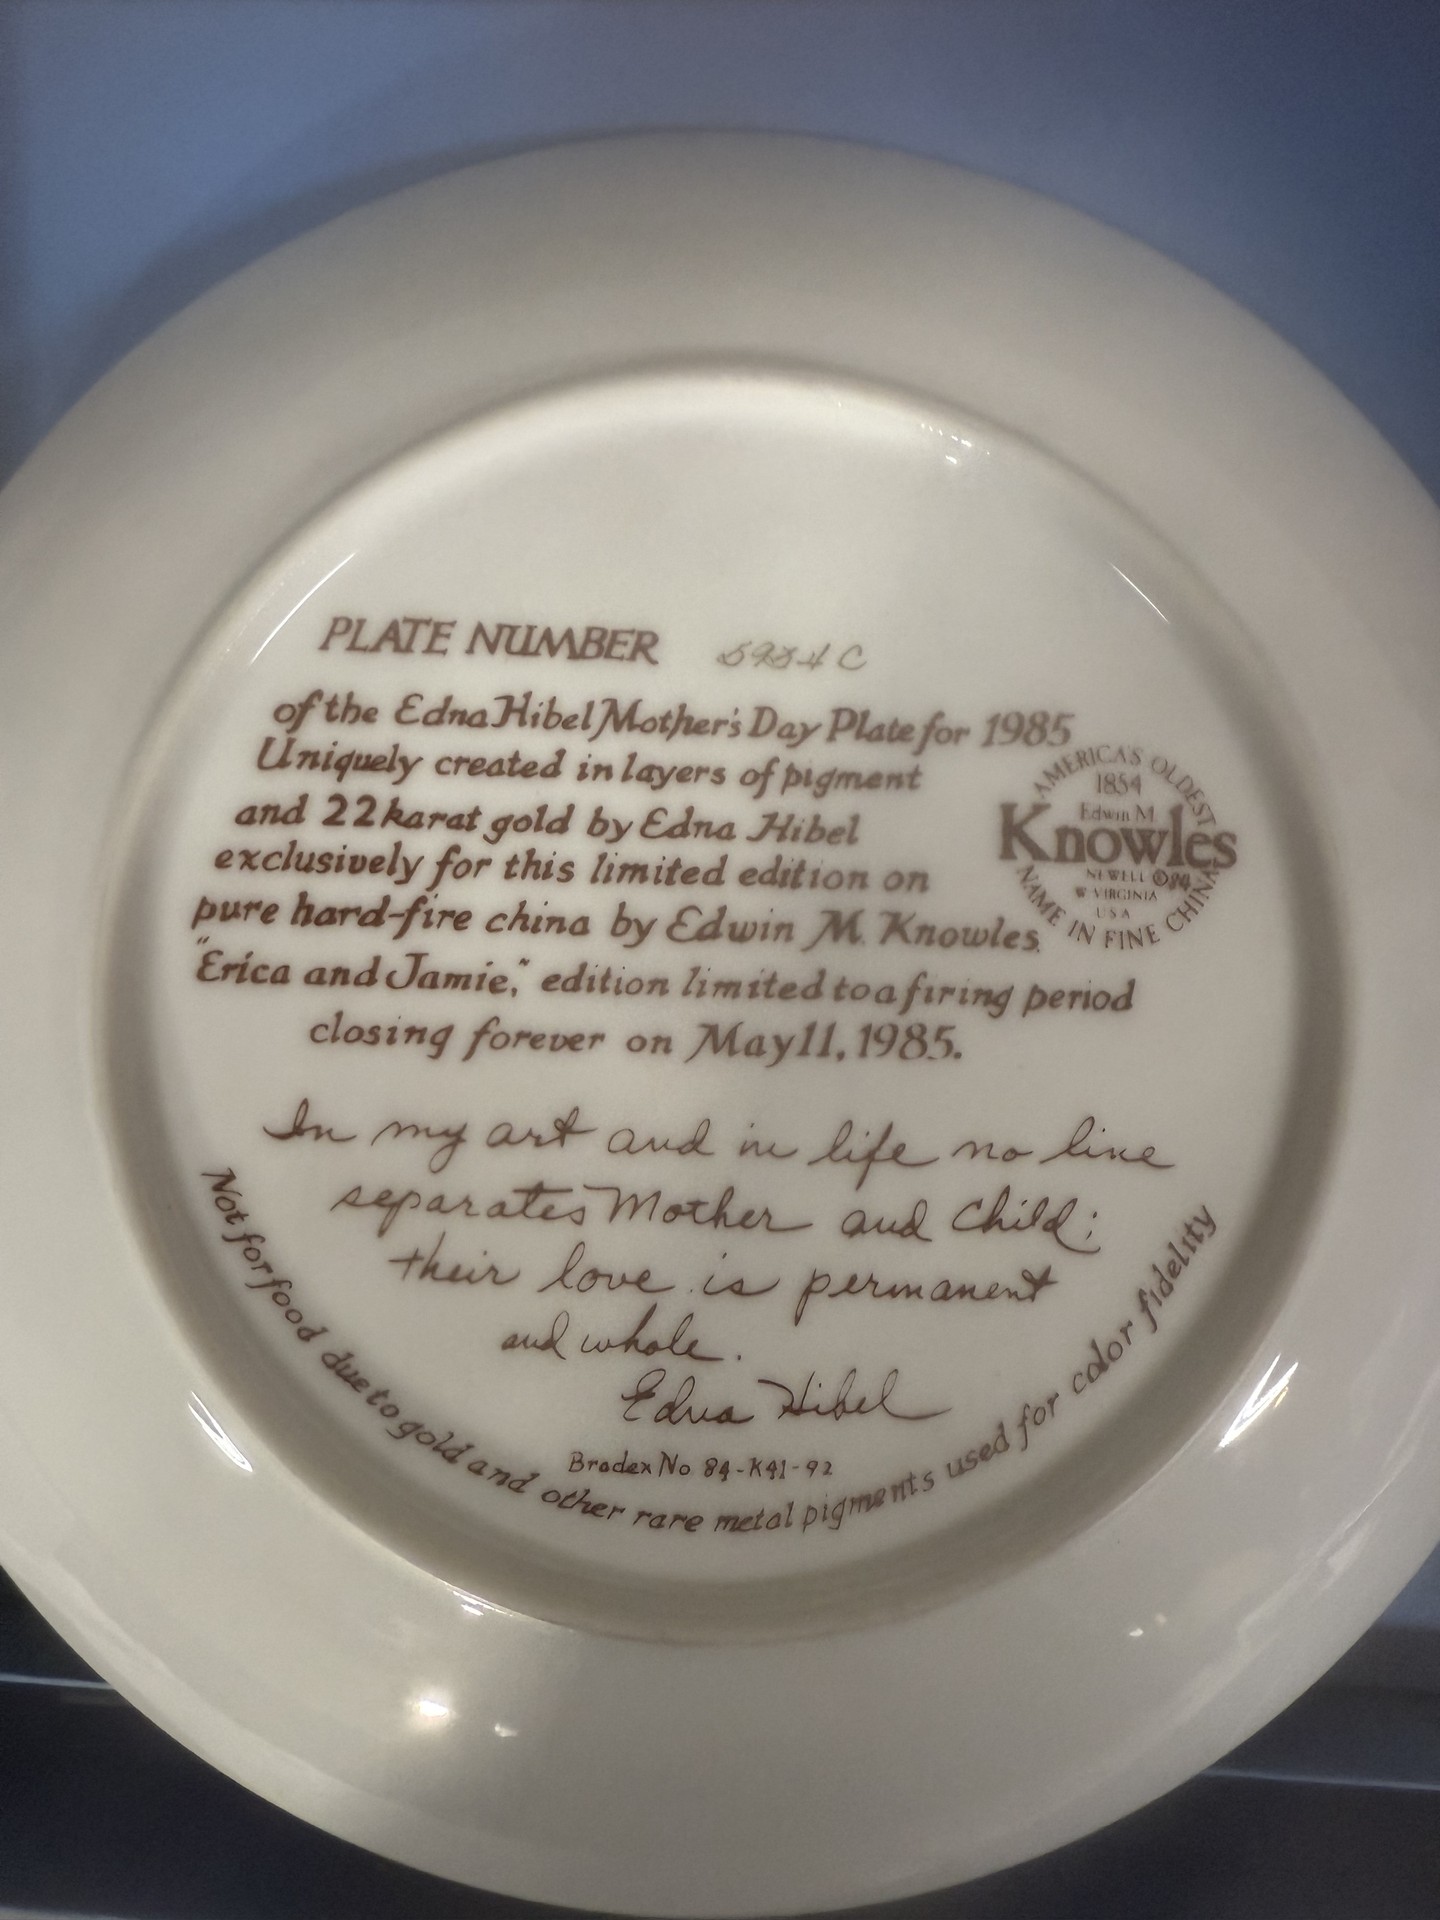 PLATE NUMBER 5954 C
of the Edna Hibel Mother's Day Plate for 1985
Uniquely created in layers of pigment
and 22 karat gold by Edna Hibel
exclusively for this limited edition on
pure hard-fire china by Edwin M. Knowles.
"Erica and Jamie," edition limited to a firing period
closing forever on May 11, 1985.
AMERICA'S OLDEST
1854
Edwin M.
Knowles
NEWELL ©84
W VIRGINIA
USA
NAME IN FINE CHINA
In my art and in life no line
separates Mother and Child;
their love is permanent
and whole.
Edna Hibel
Bradex No 84-K41-92
Not for food due to gold and other rare metal pigments used for color fidelity